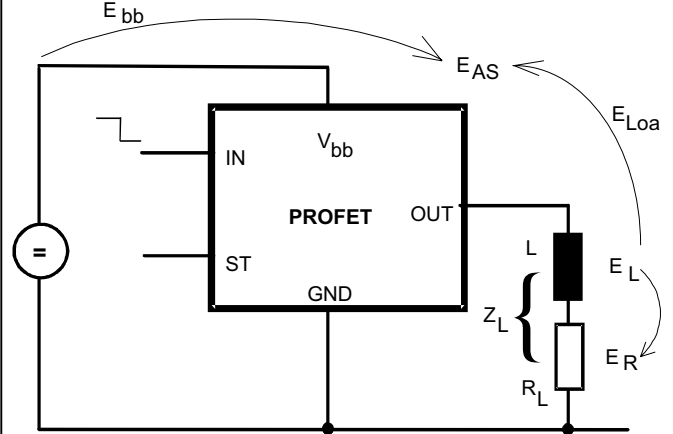 E bb
E AS
E Loa
V bb
IN
PROFET
OUT
=
ST
L
E L
GND
Z L
{
E R
R L